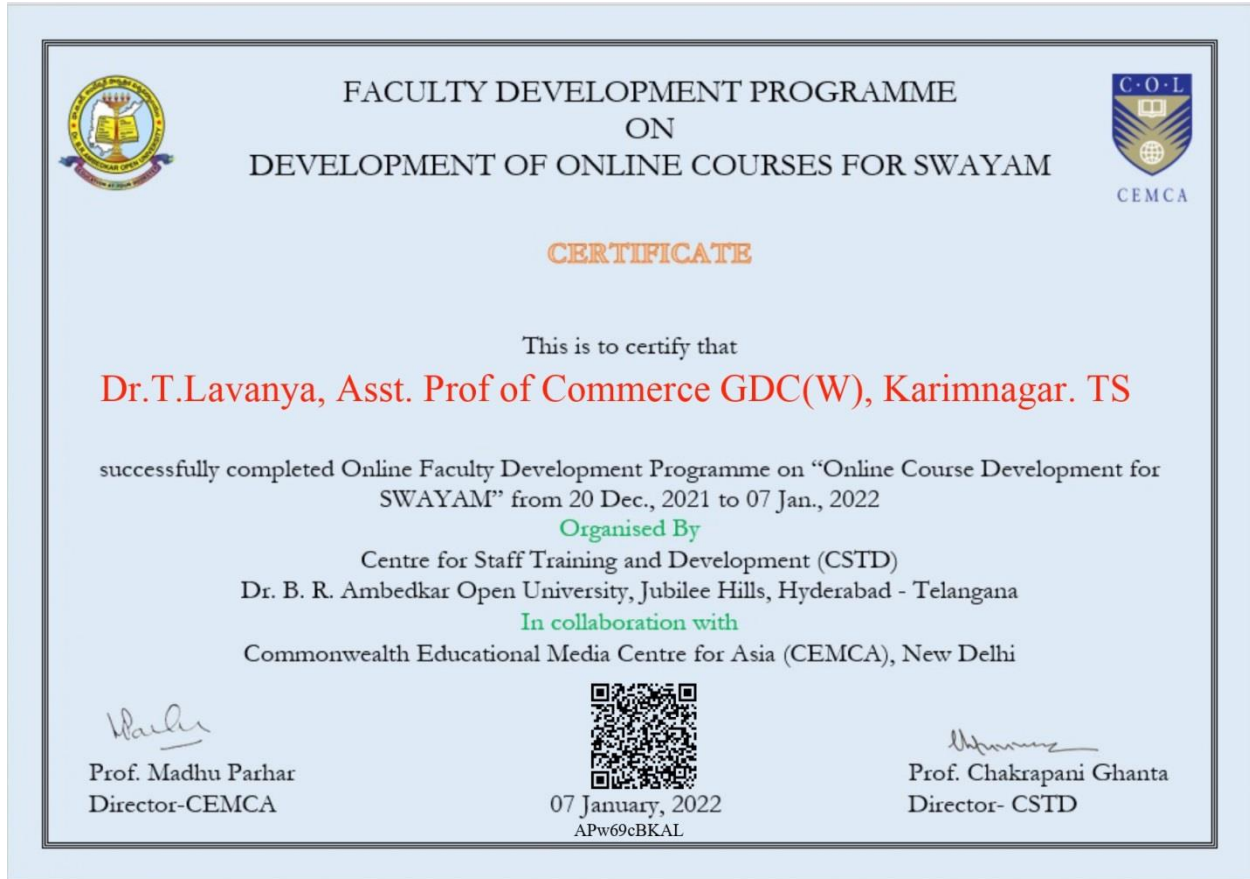 FACULTY DEVELOPMENT PROGRAMME
ON
DEVELOPMENT OF ONLINE COURSES FOR SWAYAM
C·O·L
CEMCA
CERTIFICATE
This is to certify that
Dr.T.Lavanya, Asst. Prof of Commerce GDC(W), Karimnagar. TS
successfully completed Online Faculty Development Programme on “Online Course Development for
SWAYAM” from 20 Dec., 2021 to 07 Jan., 2022
Organised By
Centre for Staff Training and Development (CSTD)
Dr. B. R. Ambedkar Open University, Jubilee Hills, Hyderabad - Telangana
In collaboration with
Commonwealth Educational Media Centre for Asia (CEMCA), New Delhi
Prof. Madhu Parhar
Director-CEMCA
07 January, 2022
APw69cBKAL
Prof. Chakrapani Ghanta
Director- CSTD